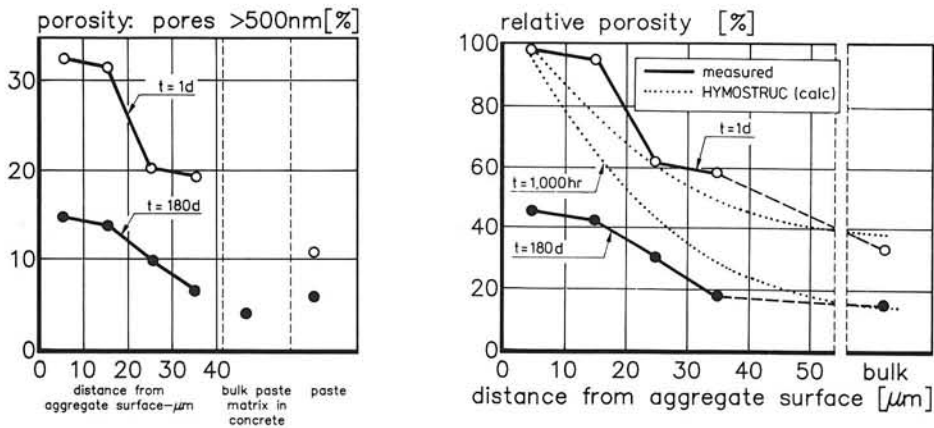 porosity: pores >500nm[%]
30
20
10
0
t=1d
t=180d
0 10 20 30 40
distance from
aggregate surface-μm
bulk paste
matrix in
concrete
paste
relative porosity [%]
100
80
60
40
20
0
measured
HYMOSTRUC (calc)
t=1d
t=1,000hr
t=180d
0 10 20 30 40 50 bulk
distance from aggregate surface [μm]